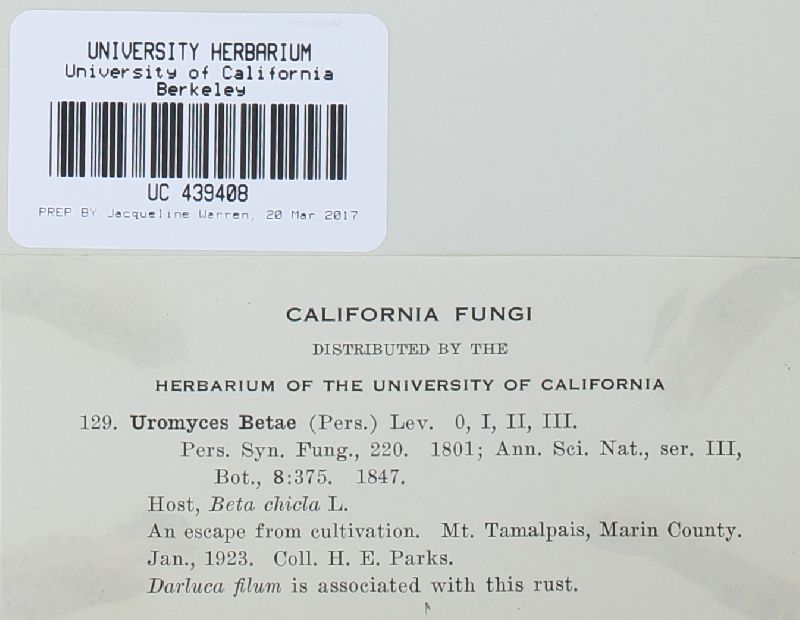 UNIVERSITY HERBARIUM
University of California
Berkeley
UC 439408
PREP BY Jacqueline Warren, 20 Mar 2017
CALIFORNIA FUNGI
DISTRIBUTED BY THE
HERBARIUM OF THE UNIVERSITY OF CALIFORNIA
129. Uromyces Betae (Pers.) Lev. 0, I, II, III.
Pers. Syn. Fung., 220. 1801; Ann. Sci. Nat., ser. III,
Bot., 8:375. 1847.
Host, Beta chicla L.
An escape from cultivation. Mt. Tamalpais, Marin County.
Jan., 1923. Coll. H. E. Parks.
Darluca filum is associated with this rust.